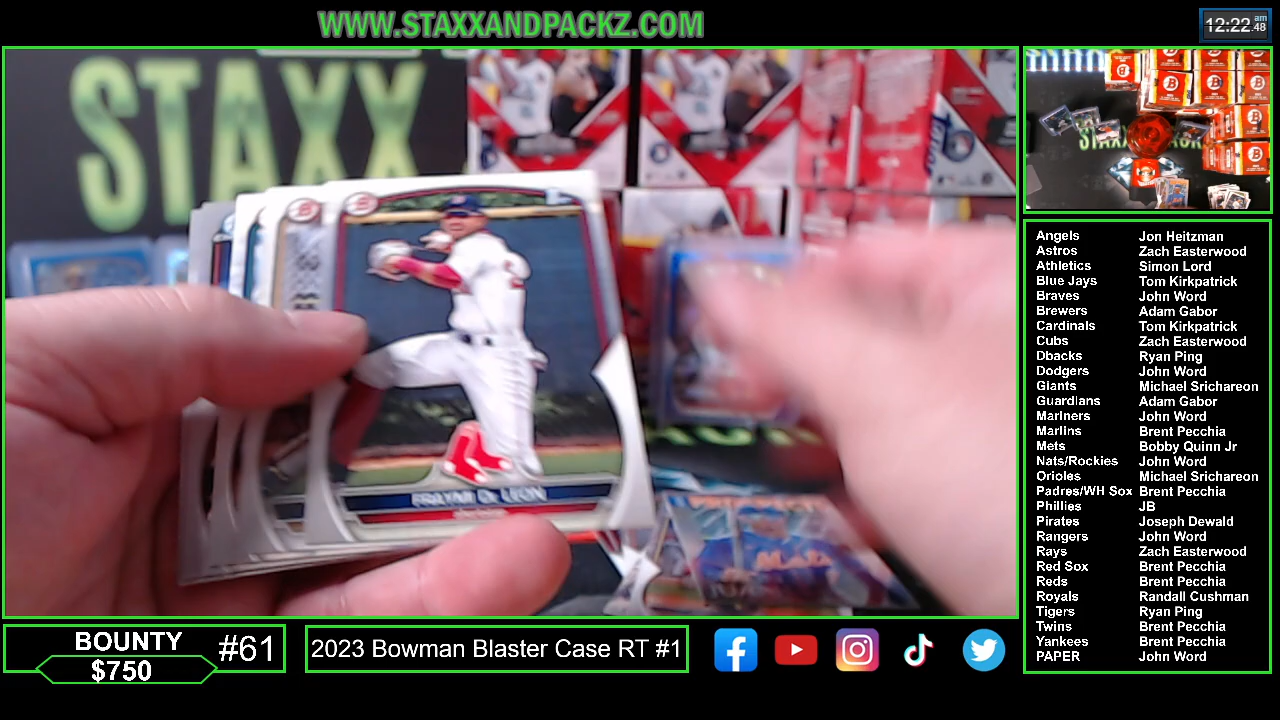 WWW.STAXXANDPACKZ.COM
12:22 am .48
STAXX
B
B
FRAYMI De LEON
Mets
STAXX
Angels Jon Heitzman
Astros Zach Easterwood
Athletics Simon Lord
Blue Jays Tom Kirkpatrick
Braves John Word
Brewers Adam Gabor
Cardinals Tom Kirkpatrick
Cubs Zach Easterwood
Dbacks Ryan Ping
Dodgers John Word
Giants Michael Srichareon
Guardians Adam Gabor
Mariners John Word
Marlins Brent Pecchia
Mets Bobby Quinn Jr
Nats/Rockies John Word
Orioles Michael Srichareon
Padres/WH Sox Brent Pecchia
Phillies JB
Pirates Joseph Dewald
Rangers John Word
Rays Zach Easterwood
Red Sox Brent Pecchia
Reds Brent Pecchia
Royals Randall Cushman
Tigers Ryan Ping
Twins Brent Pecchia
Yankees Brent Pecchia
PAPER John Word
BOUNTY
$750
#61
2023 Bowman Blaster Case RT #1